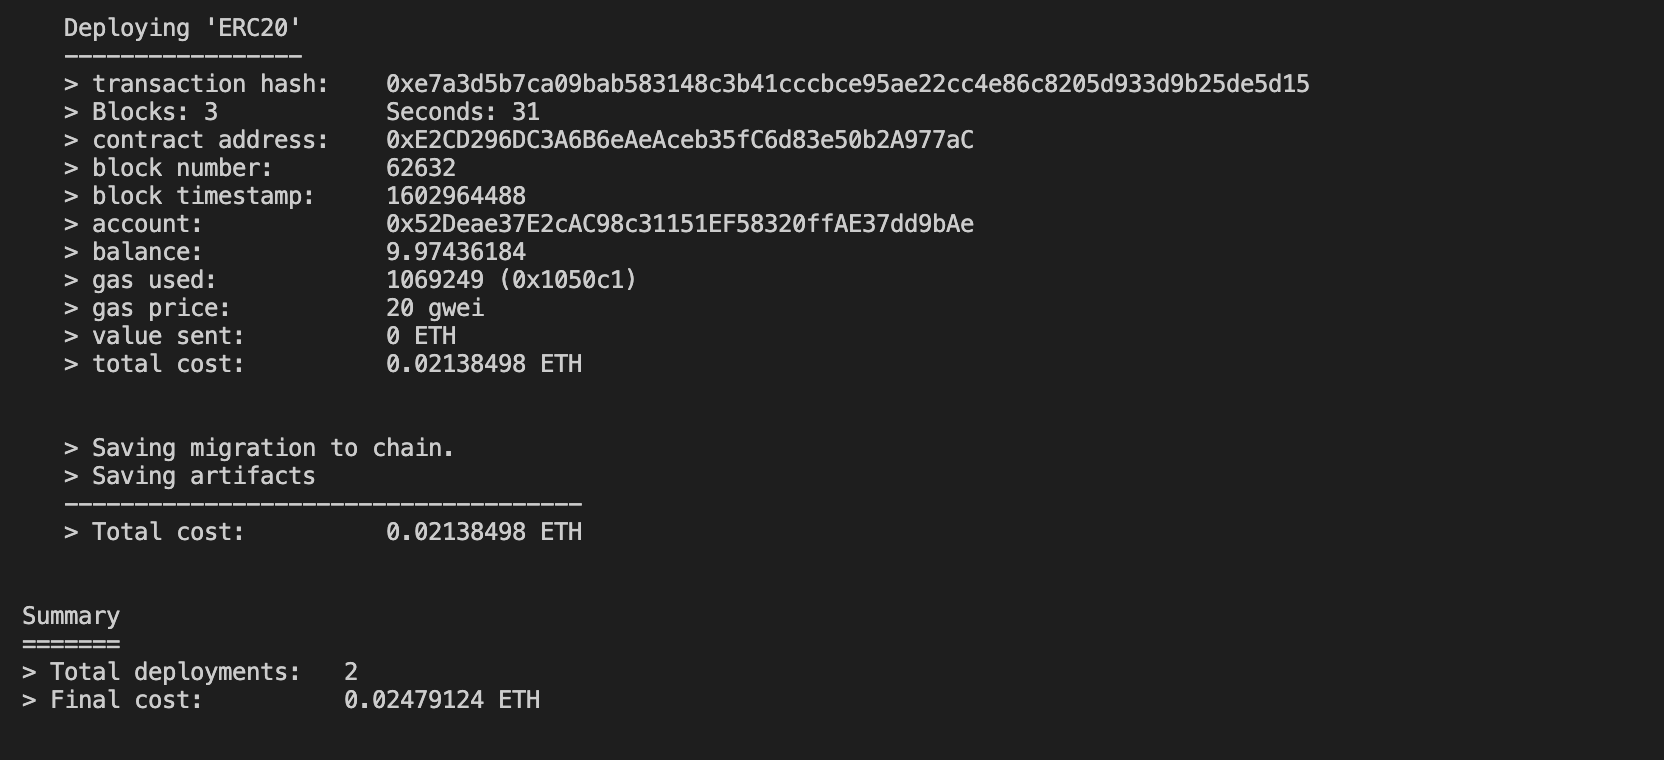 Deploying 'ERC20'
-----------------
> transaction hash:    0xe7a3d5b7ca09bab583148c3b41cccbce95ae22cc4e86c8205d933d9b25de5d15
> Blocks: 3            Seconds: 31
> contract address:    0xE2CD296DC3A6B6eAeAceb35fC6d83e50b2A977aC
> block number:        62632
> block timestamp:     1602964488
> account:             0x52Deae37E2cAC98c31151EF58320ffAE37dd9bAe
> balance:             9.97436184
> gas used:            1069249 (0x1050c1)
> gas price:           20 gwei
> value sent:          0 ETH
> total cost:          0.02138498 ETH
> Saving migration to chain.
> Saving artifacts
-------------------------------------
> Total cost:          0.02138498 ETH
Summary
=======
> Total deployments:   2
> Final cost:          0.02479124 ETH